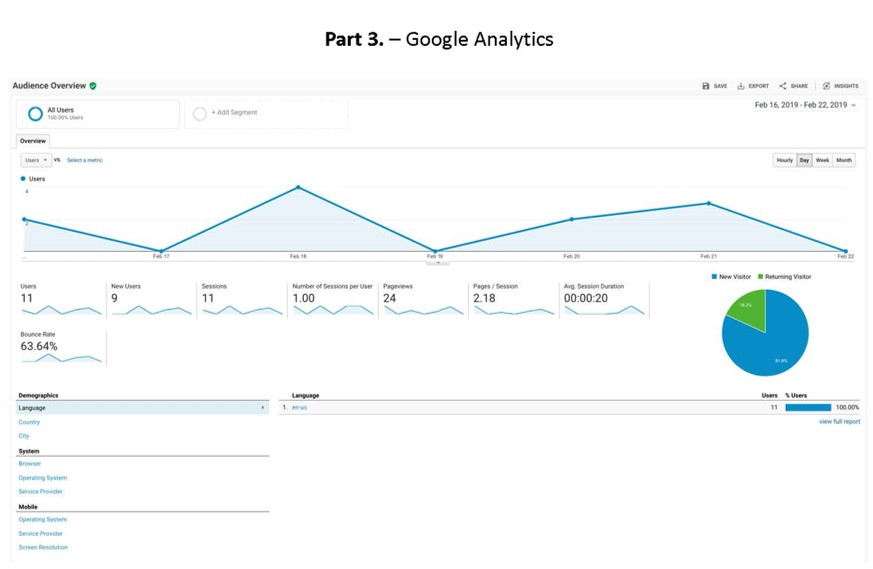 Part 3. – Google Analytics
Audience Overview
SAVE EXPORT SHARE INSIGHTS
All Users
100.00% Users
+ Add Segment
Feb 16, 2019 - Feb 22, 2019
Overview
Users vs. Select a metric
Hourly Day Week Month
Users
4
2
... Feb 17 Feb 18 Feb 19 Feb 20 Feb 21 Feb 22
New Visitor Returning Visitor
Users New Users Sessions Number of Sessions per User Pageviews Pages / Session Avg. Session Duration
11 9 11 1.00 24 2.18 00:00:20
18.2%
81.8%
Bounce Rate
63.64%
Demographics
Language
Country
City
System
Browser
Operating System
Service Provider
Mobile
Operating System
Service Provider
Screen Resolution
Language Users % Users
1. en-us 11 100.00%
view full report